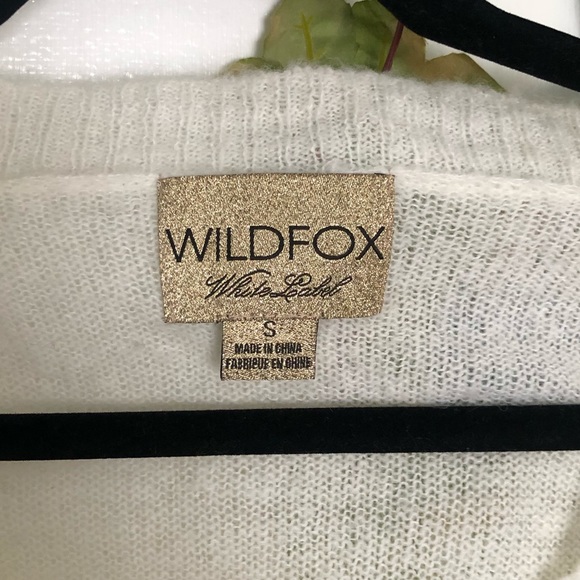 WILDFOX
White Label
S
MADE IN CHINA
FABRIQUE EN CHINE